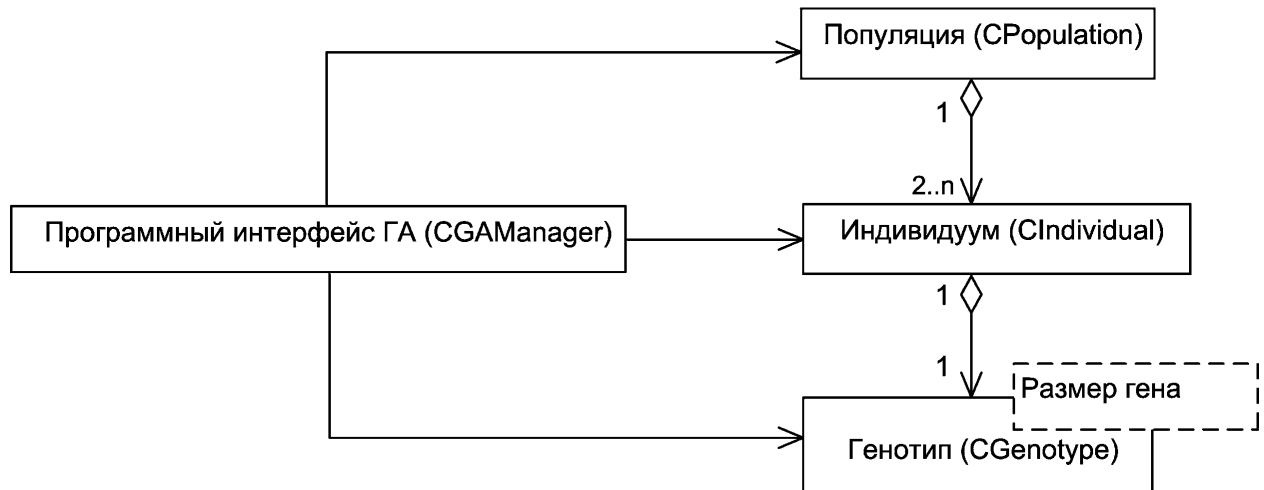 Популяция (CPopulation)
1
2..n
Программный интерфейс ГА (CGAManager)
Индивидуум (CIndividual)
1
1
Размер гена
Генотип (CGenotype)